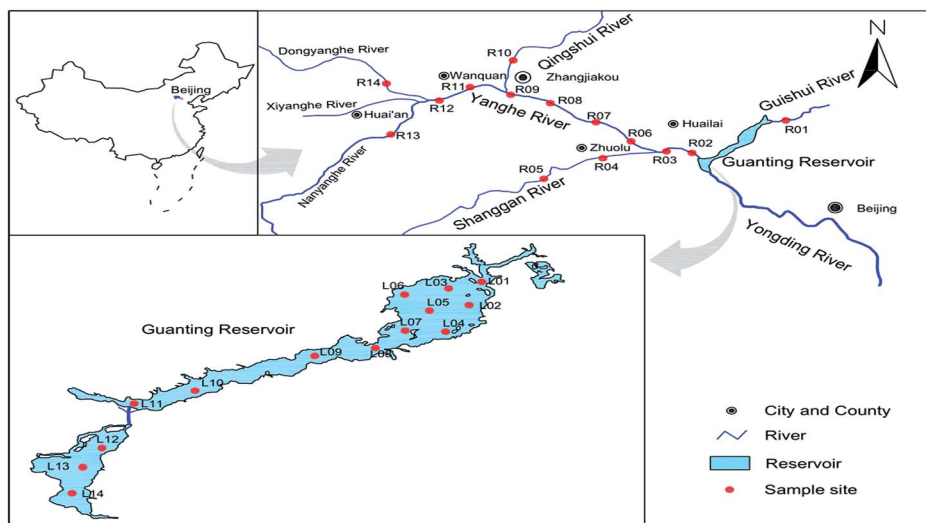 Beijing
Dongyanghe River
R14
Xiyanghe River
Huai'an
R13
Nanyanghe River
R12
R11
Wanquan
R10
Qingshui River
Zhangjiakou
R09
R08
Yanghe River
R07
R06
Zhuolu
R05
R04
R03
Shanggan River
Huailai
R02
Guishui River
R01
Guanting Reservoir
Beijing
Yongding River
N
Guanting Reservoir
L01
L02
L03
L04
L05
L06
L07
L08
L09
L10
L11
L12
L13
L14
City and County
River
Reservoir
Sample site